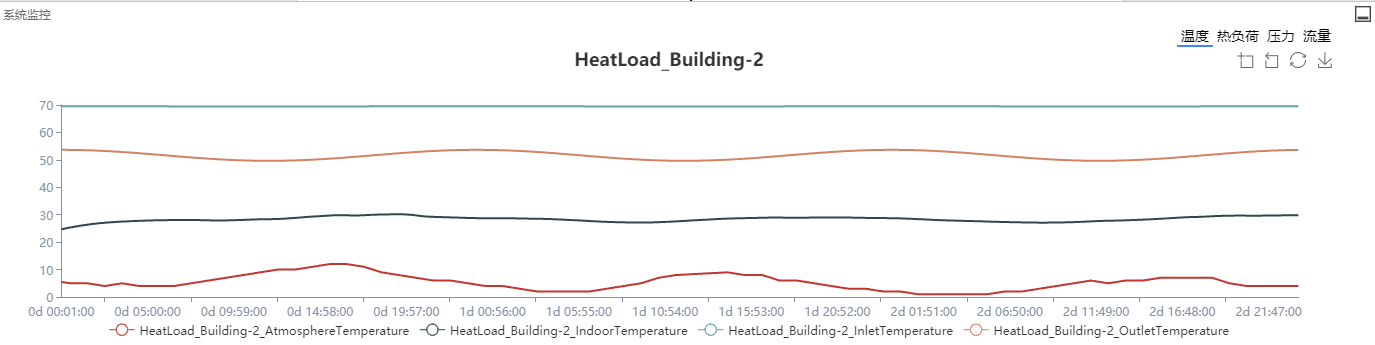 系统监控
温度 热负荷 压力 流量
HeatLoad_Building-2
70
60
50
40
30
20
10
0
0d 00:01:00 0d 05:00:00 0d 09:59:00 0d 14:58:00 0d 19:57:00 1d 00:56:00 1d 05:55:00 1d 10:54:00 1d 15:53:00 1d 20:52:00 2d 01:51:00 2d 06:50:00 2d 11:49:00 2d 16:48:00 2d 21:47:00
HeatLoad_Building-2_AtmosphereTemperature HeatLoad_Building-2_IndoorTemperature HeatLoad_Building-2_InletTemperature HeatLoad_Building-2_OutletTemperature